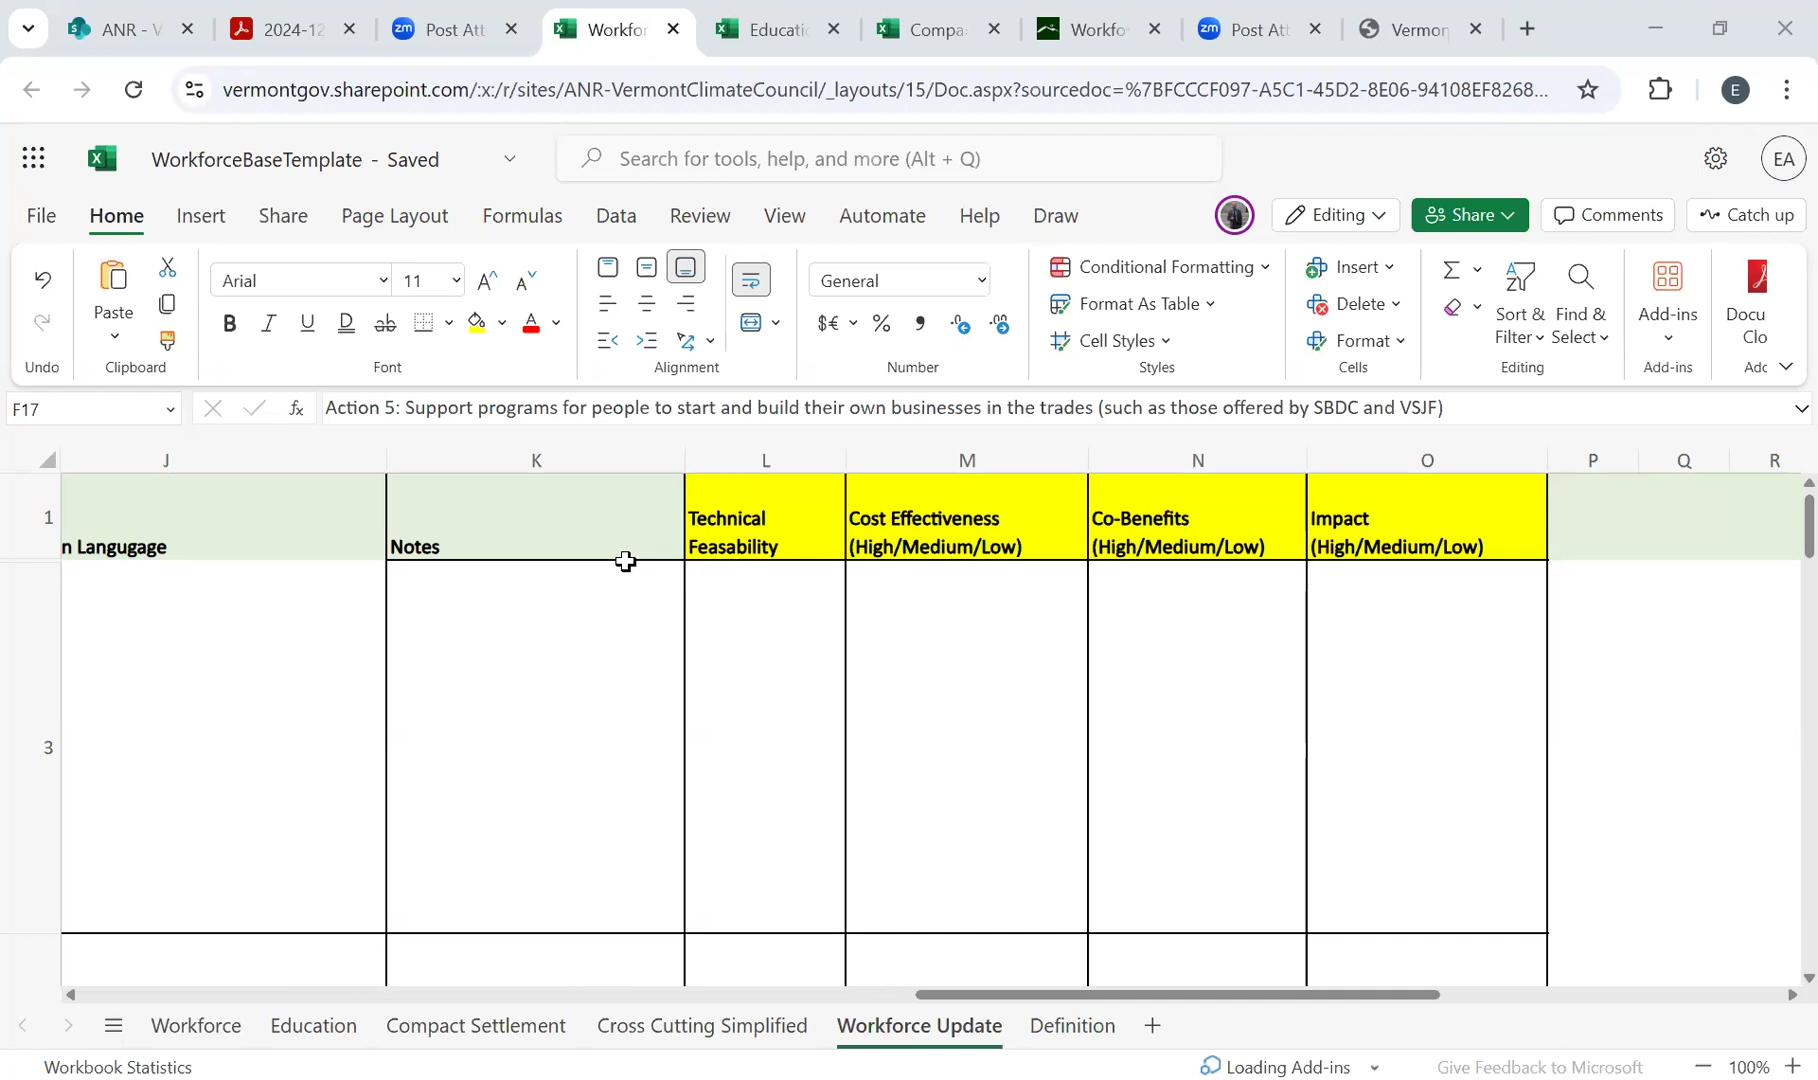 ANR - V
2024-12
Post Att
Workfor
Educati
Compa
Workfo
Post Att
Vermon
vermontgov.sharepoint.com/:x:/r/sites/ANR-VermontClimateCouncil/_layouts/15/Doc.aspx?sourcedoc=%7BFCCCF097-A5C1-45D2-8E06-94108EF8268...
E
WorkforceBaseTemplate - Saved
Search for tools, help, and more (Alt + Q)
EA
File Home Insert Share Page Layout Formulas Data Review View Automate Help Draw
Editing Share Comments Catch up
Paste
Arial 11
General
$€ %
Conditional Formatting
Format As Table
Cell Styles
Insert
Delete
Format
Sort & Filter
Find & Select
Add-ins
Docu
Clo
Undo Clipboard Font Alignment Number Styles Cells Editing Add-ins Adc
F17
fx
Action 5: Support programs for people to start and build their own businesses in the trades (such as those offered by SBDC and VSJF)
J K L M N O P Q R
1
n Langugage
Notes
Technical
Feasability
Cost Effectiveness
(High/Medium/Low)
Co-Benefits
(High/Medium/Low)
Impact
(High/Medium/Low)
3
Workforce Education Compact Settlement Cross Cutting Simplified Workforce Update Definition
Workbook Statistics
Loading Add-ins
Give Feedback to Microsoft
100%